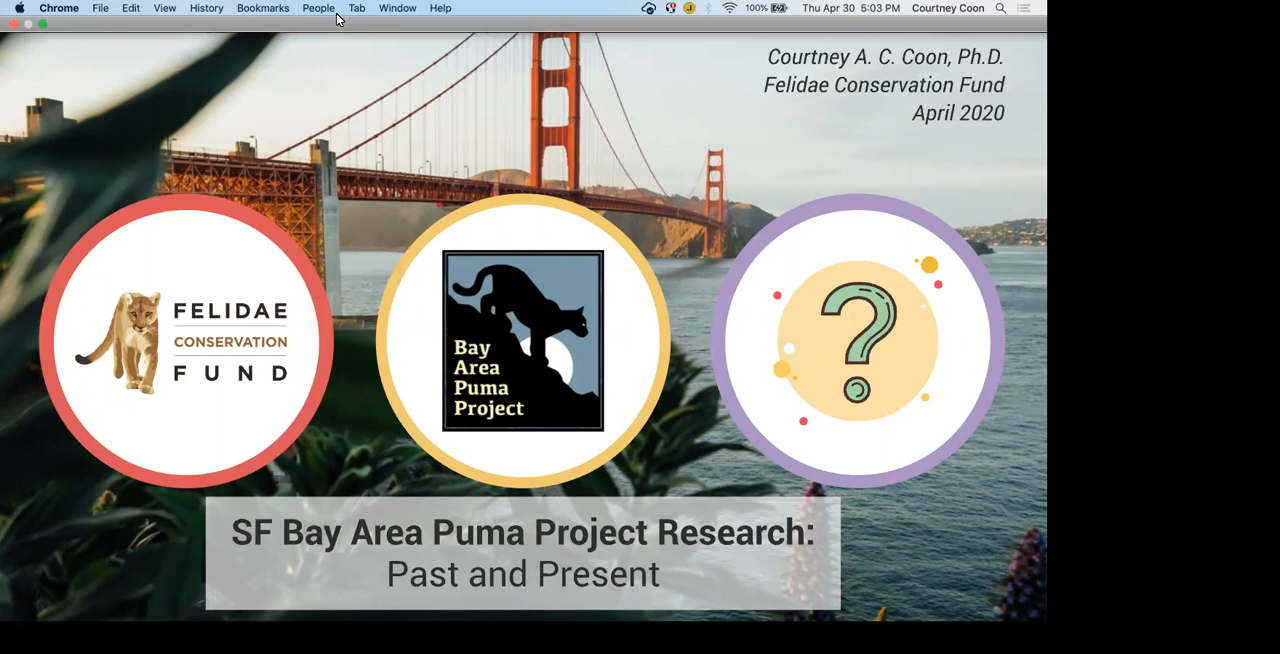 Chrome File Edit View History Bookmarks People Tab Window Help 100% Thu Apr 30 5:03 PM Courtney Coon
Courtney A. C. Coon, Ph.D.
Felidae Conservation Fund
April 2020
FELIDAE
CONSERVATION
FUND
Bay
Area
Puma
Project
?
SF Bay Area Puma Project Research:
Past and Present